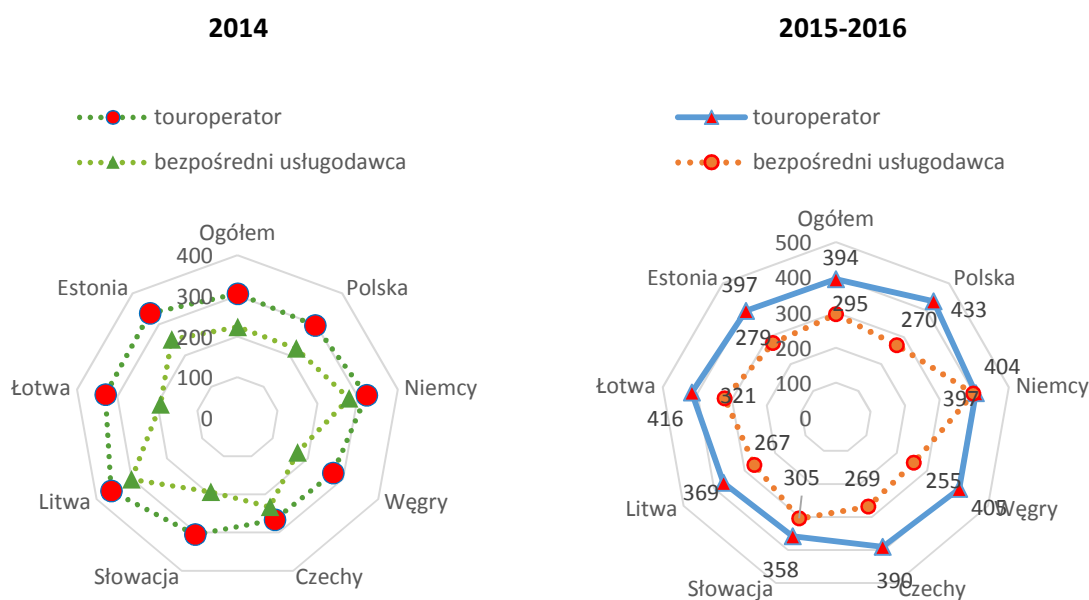 2014
touroperator
bezpośredni usługodawca
Ogółem
Polska
Niemcy
Węgry
Czechy
Słowacja
Litwa
Łotwa
Estonia
400
300
200
100
0
2015-2016
touroperator
bezpośredni usługodawca
Ogółem
Polska
Niemcy
Węgry
Czechy
Słowacja
Litwa
Łotwa
Estonia
500
400
300
200
100
0
394
433
404
405
390
358
369
416
397
295
270
397
255
269
305
267
321
279